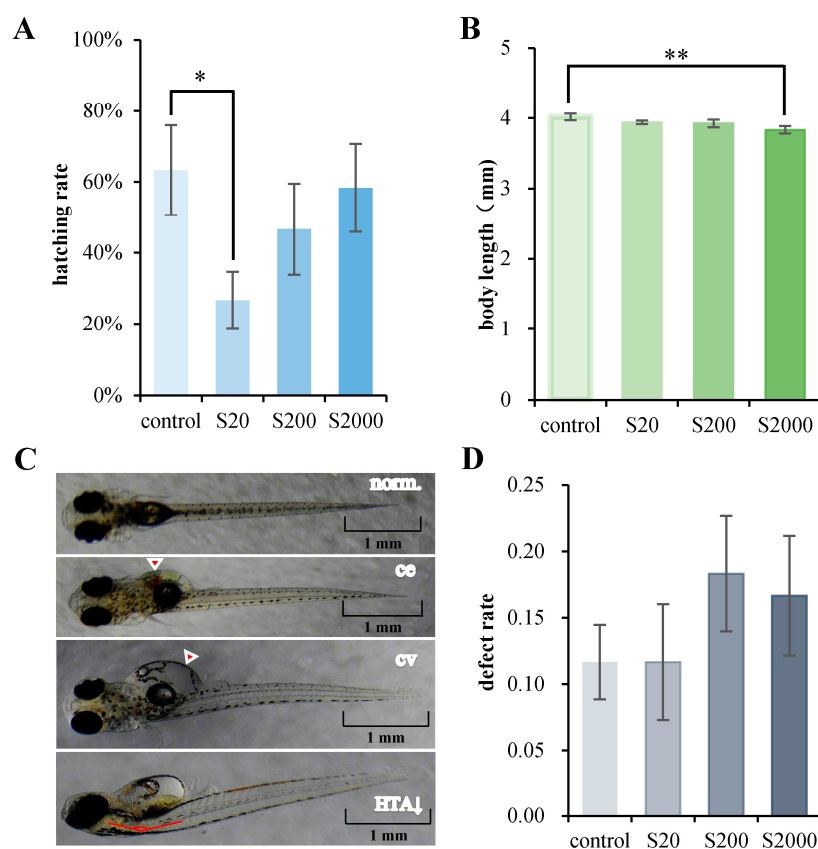 A
100%
80%
60%
40%
20%
0%
hatching rate
*
control S20 S200 S2000
B
5
4
3
2
1
0
body length（mm)
**
control S20 S200 S2000
C
norm.
1 mm
ce
1 mm
cv
1 mm
HTA↓
1 mm
D
0.25
0.20
0.15
0.10
0.05
0.00
defect rate
control S20 S200 S2000